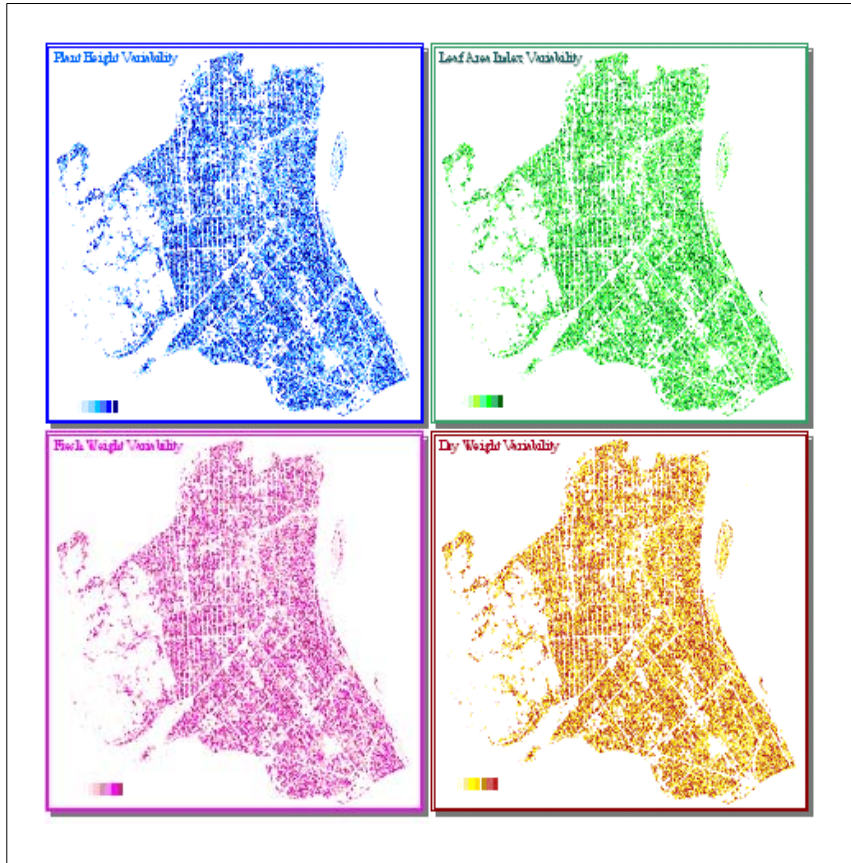 Plant Height Variability
Leaf Area Index Variability
Fresh Weight Variability
Dry Weight Variability